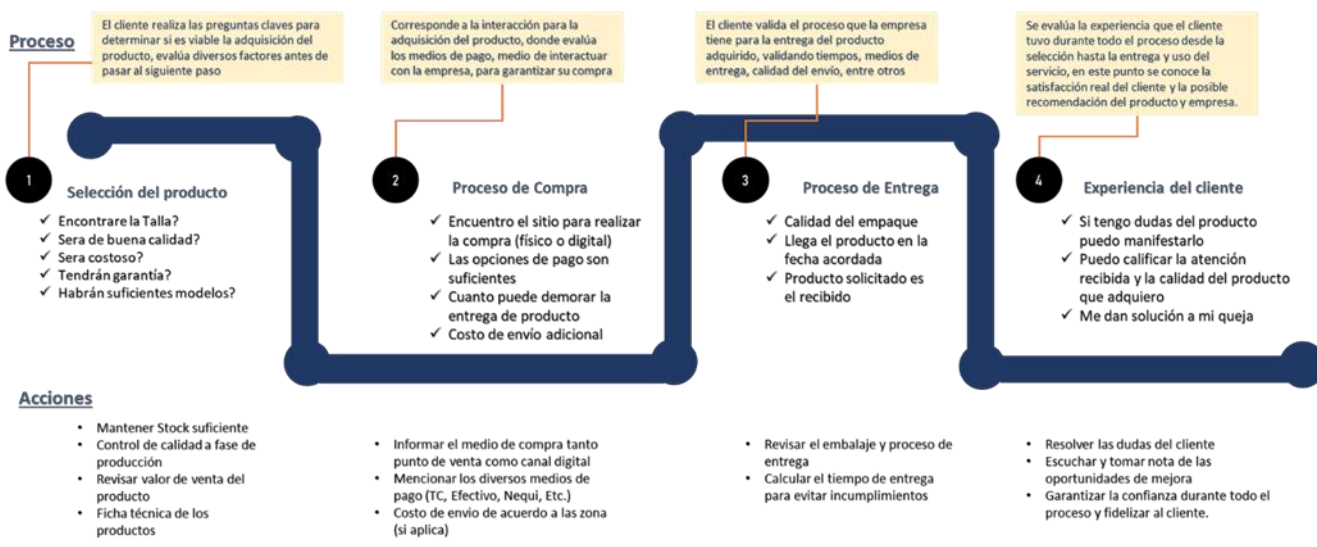 Proceso
El cliente realiza las preguntas claves para
determinar si es viable la adquisición del
producto, evalúa diversos factores antes de
pasar al siguiente paso
Corresponde a la interacción para la
adquisición del producto, donde evalúa
los medios de pago, medio de interactuar
con la empresa, para garantizar su compra
El cliente valida el proceso que la empresa
tiene para la entrega del producto
adquirido, validando tiempos, medios de
entrega, calidad del envío, entre otros
Se evalúa la experiencia que el cliente
tuvo durante todo el proceso desde la
selección hasta la entrega y uso del
servicio, en este punto se conoce la
satisfacción real del cliente y la posible
recomendación del producto y empresa.
1
Selección del producto
✓ Encontrare la Talla?
✓ Sera de buena calidad?
✓ Sera costoso?
✓ Tendrán garantía?
✓ Habrán suficientes modelos?
2
Proceso de Compra
✓ Encuentro el sitio para realizar
la compra (físico o digital)
✓ Las opciones de pago son
suficientes
✓ Cuanto puede demorar la
entrega de producto
✓ Costo de envío adicional
3
Proceso de Entrega
✓ Calidad del empaque
✓ Llega el producto en la
fecha acordada
✓ Producto solicitado es
el recibido
4
Experiencia del cliente
✓ Si tengo dudas del producto
puedo manifestarlo
✓ Puedo calificar la atención
recibida y la calidad del producto
que adquiero
✓ Me dan solución a mi queja
Acciones
• Mantener Stock suficiente
• Control de calidad a fase de
producción
• Revisar valor de venta del
producto
• Ficha técnica de los
productos
• Informar el medio de compra tanto
punto de venta como canal digital
• Mencionar los diversos medios de
pago (TC, Efectivo, Nequi, Etc.)
• Costo de envio de acuerdo a las zona
(si aplica)
• Revisar el embalaje y proceso de
entrega
• Calcular el tiempo de entrega
para evitar incumplimientos
• Resolver las dudas del cliente
• Escuchar y tomar nota de las
oportunidades de mejora
• Garantizar la confianza durante todo el
proceso y fidelizar al cliente.